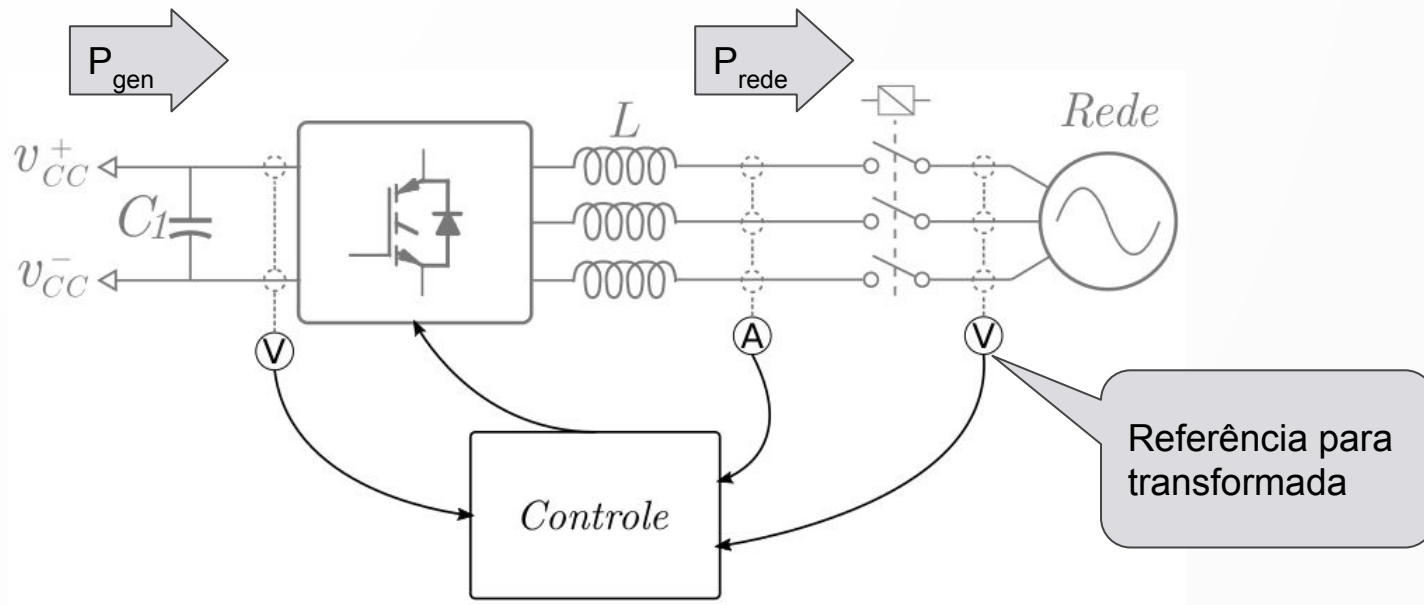 P_gen
P_rede
L
Rede
v_CC^+
C1
v_CC^-
V
A
V
Referência para
transformada
Controle